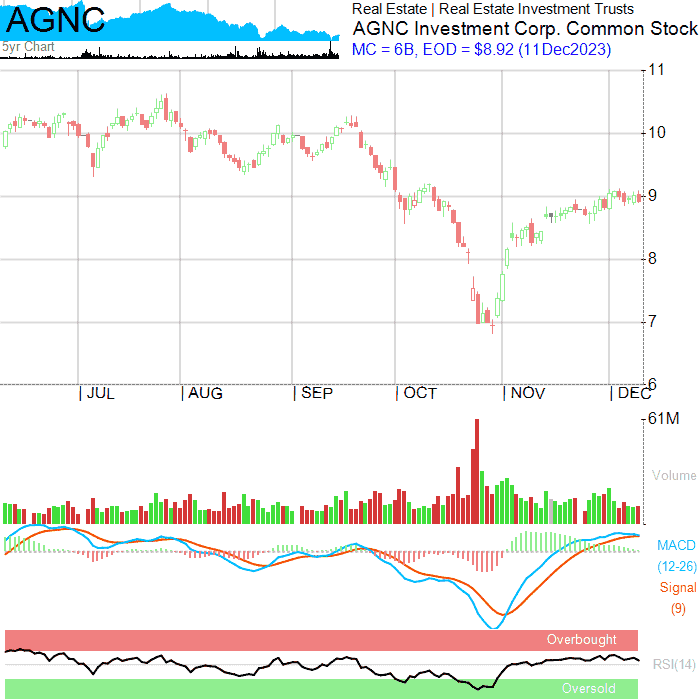 AGNC
5yr Chart
Real Estate | Real Estate Investment Trusts
AGNC Investment Corp. Common Stock
MC = 6B, EOD = $8.92 (11Dec2023)
11
10
9
8
7
6
| JUL | AUG | SEP | OCT | NOV | DEC
61M
Volume
MACD
(12-26)
Signal
(9)
Overbought
RSI(14)
Oversold